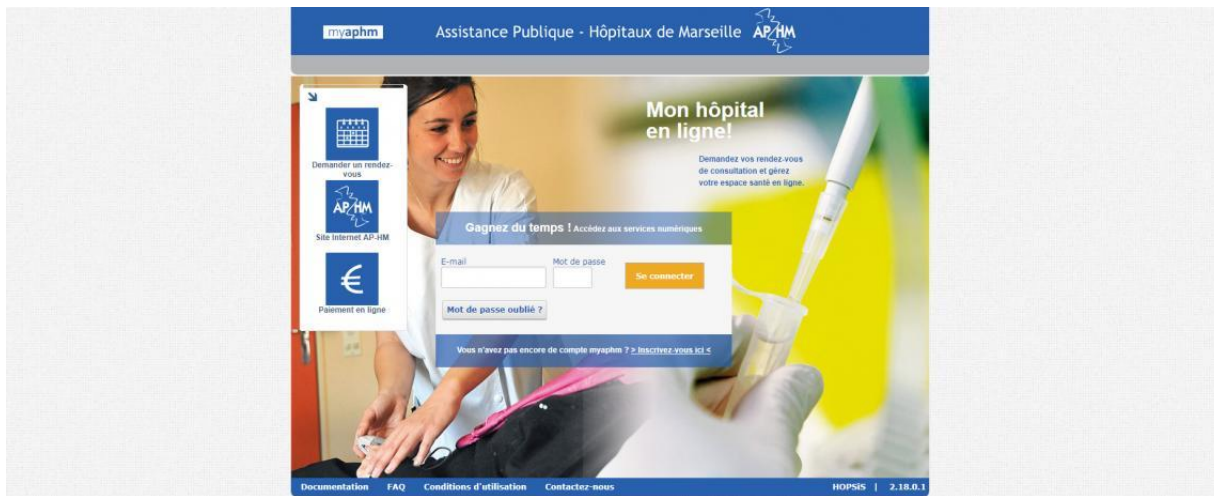 myaphm
Assistance Publique - Hôpitaux de Marseille AP-HM
Demander un rendez-
vous
AP-HM
Site Internet AP-HM
€
Paiement en ligne
Mon hôpital
en ligne!
Demandez vos rendez-vous
de consultation et gérez
votre espace santé en ligne.
Gagnez du temps ! Accédez aux services numériques
E-mail
Mot de passe
Se connecter
Mot de passe oublié ?
Vous n'avez pas encore de compte myaphm ? > Inscrivez-vous ici <
Documentation FAQ Conditions d'utilisation Contactez-nous
HOPSiS | 2.18.0.1